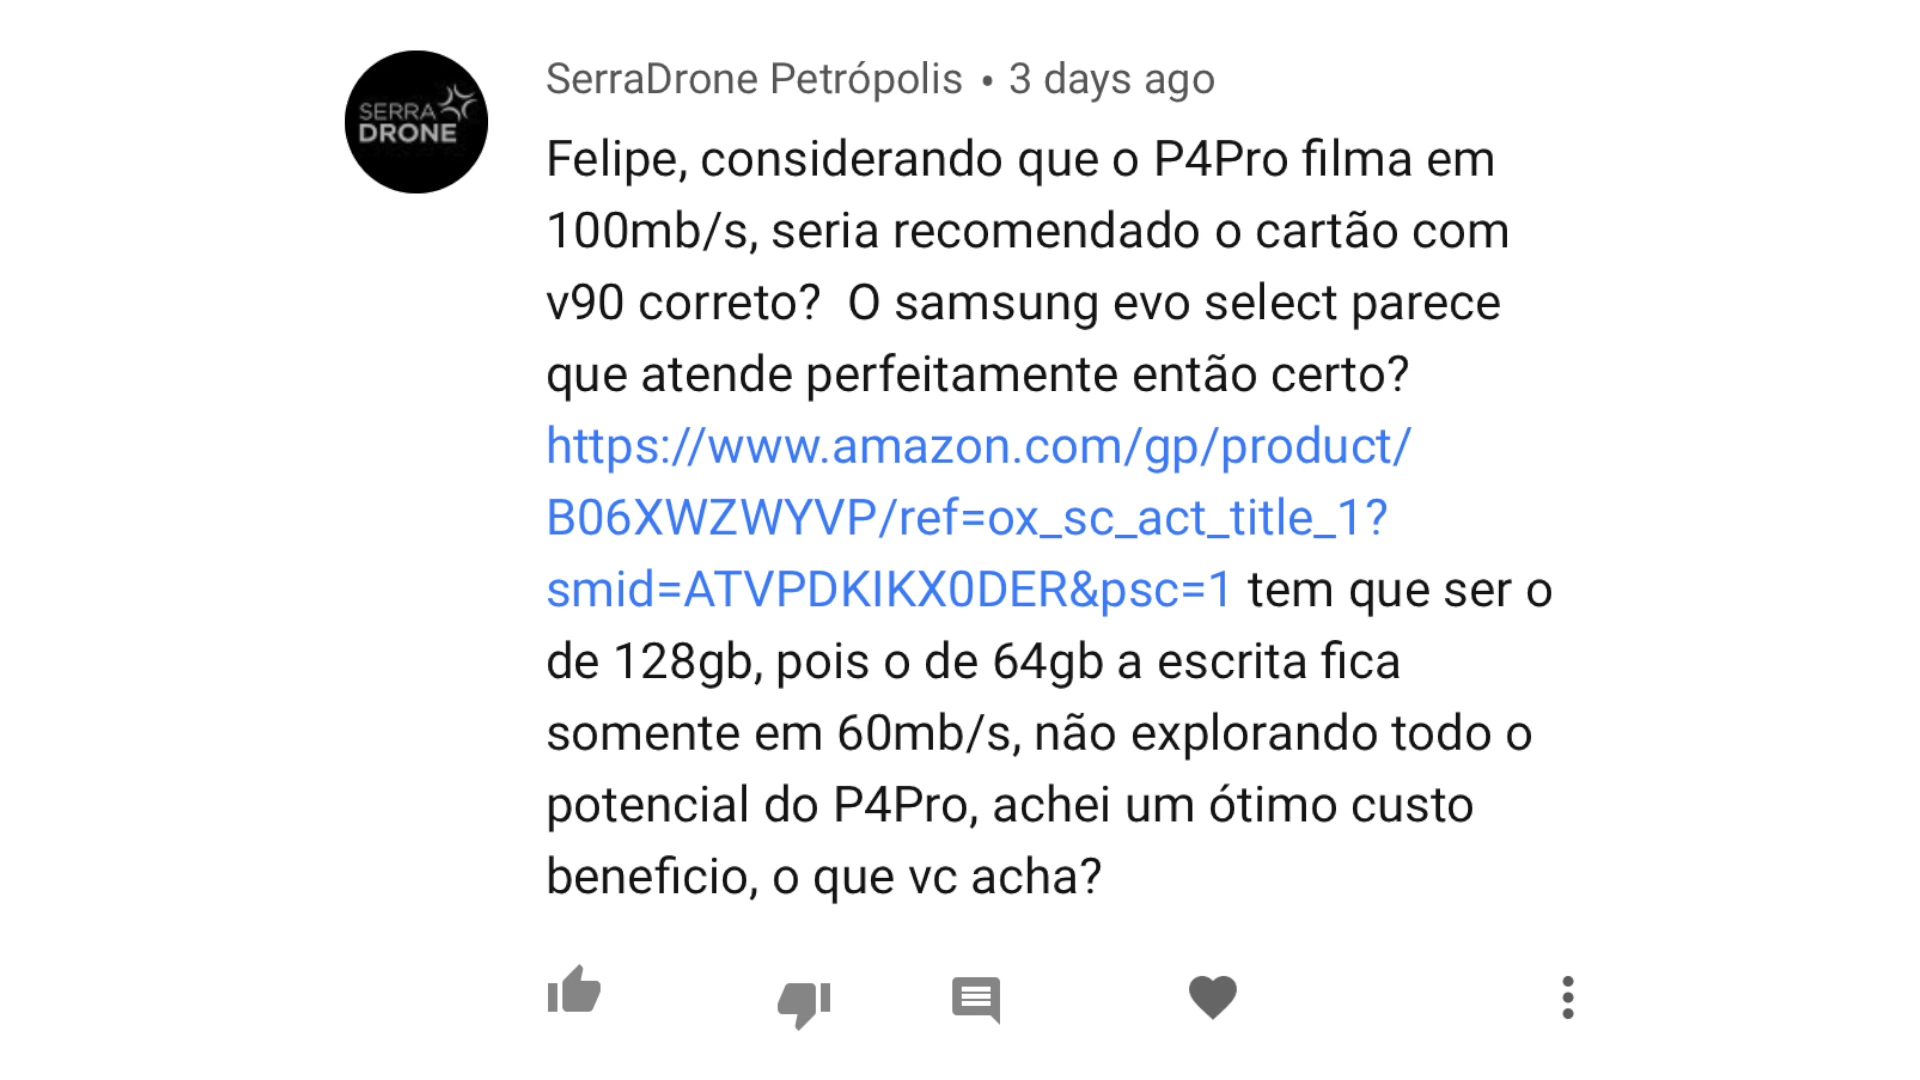 SERRA
DRONE
SerraDrone Petrópolis • 3 days ago
Felipe, considerando que o P4Pro filma em
100mb/s, seria recomendado o cartão com
v90 correto?  O samsung evo select parece
que atende perfeitamente então certo?
https://www.amazon.com/gp/product/
B06XWZWYVP/ref=ox_sc_act_title_1?
smid=ATVPDKIKX0DER&psc=1 tem que ser o
de 128gb, pois o de 64gb a escrita fica
somente em 60mb/s, não explorando todo o
potencial do P4Pro, achei um ótimo custo
beneficio, o que vc acha?